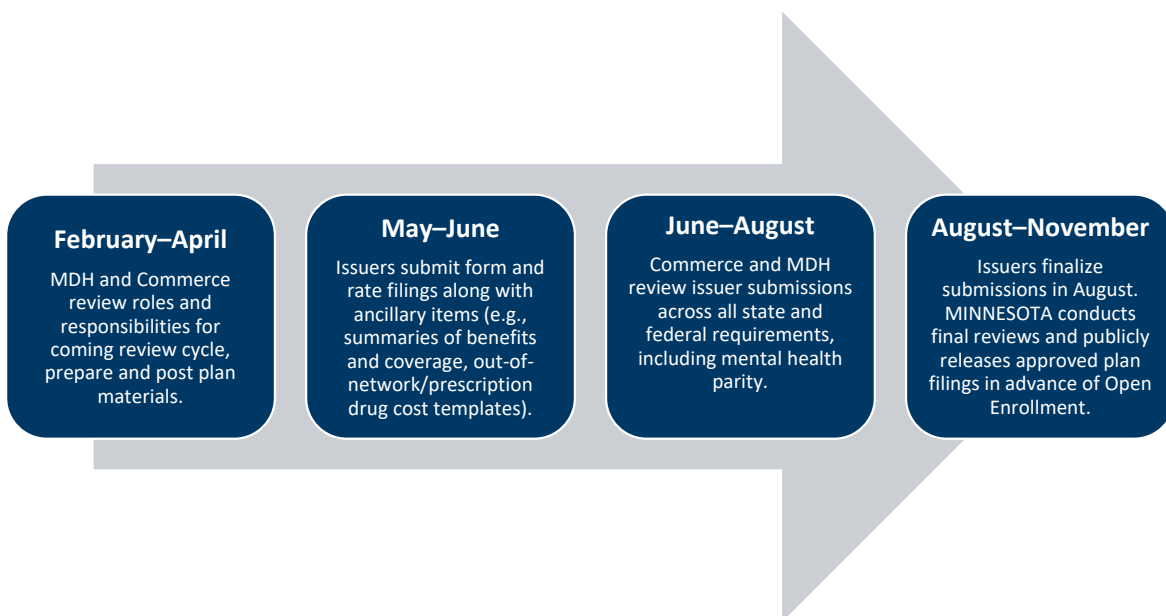 February–April
MDH and Commerce
review roles and
responsibilities for
coming review cycle,
prepare and post plan
materials.
May–June
Issuers submit form and
rate filings along with
ancillary items (e.g.,
summaries of benefits
and coverage, out-of-
network/prescription
drug cost templates).
June–August
Commerce and MDH
review issuer submissions
across all state and
federal requirements,
including mental health
parity.
August–November
Issuers finalize
submissions in August.
MINNESOTA conducts
final reviews and publicly
releases approved plan
filings in advance of Open
Enrollment.